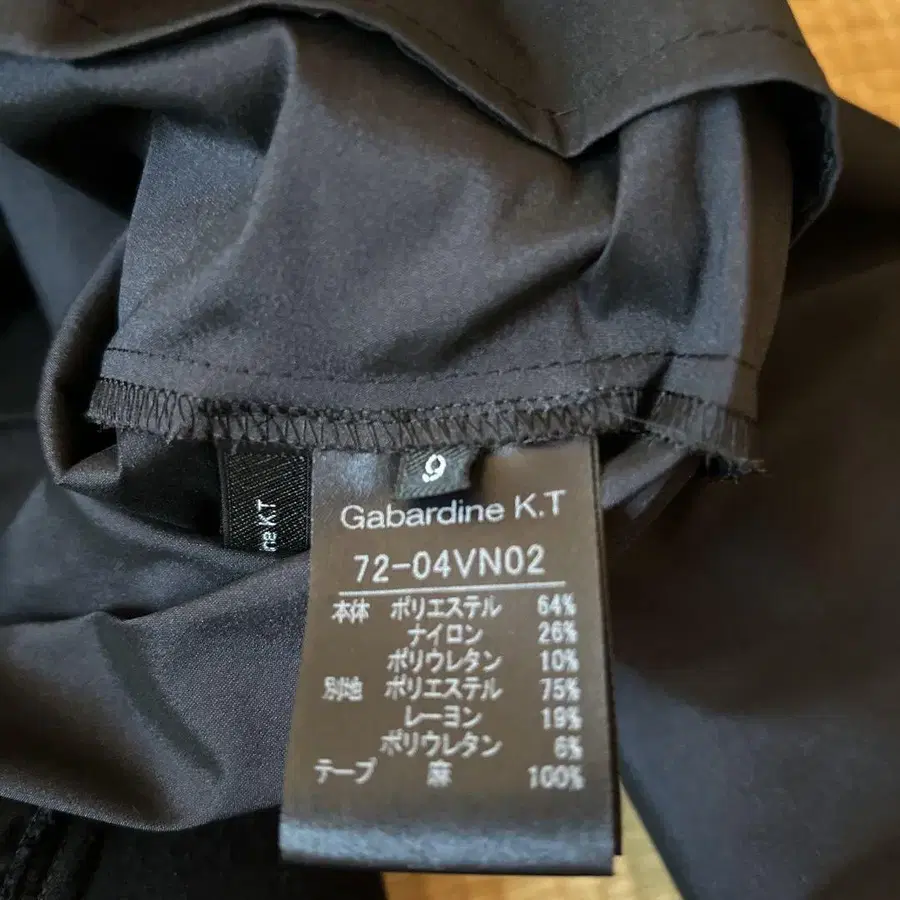 9
Gabardine K.T
72-04VN02
本体 ポリエステル 64%
ナイロン 26%
ポリウレタン 10%
別地 ポリエステル 75%
レーヨン 19%
ポリウレタン 6%
テープ 麻 100%
ne K.T